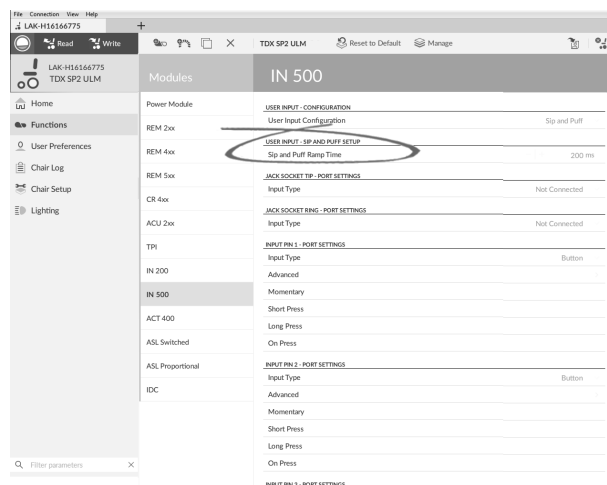 File Connection View Help
LAK-H16166775
Read Write TDX SP2 ULM Reset to Default Manage
LAK-H16166775
TDX SP2 ULM
Modules
IN 500
Home
Functions
User Preferences
Chair Log
Chair Setup
Lighting
Filter parameters
Power Module
REM 2xx
REM 4xx
REM 5xx
CR 4xx
ACU 2xx
TPI
IN 200
IN 500
ACT 400
ASL Switched
ASL Proportional
IDC
USER INPUT - CONFIGURATION
User Input Configuration Sip and Puff
USER INPUT - SIP AND PUFF SETUP
Sip and Puff Ramp Time 200 ms
JACK SOCKET TIP - PORT SETTINGS
Input Type Not Connected
JACK SOCKET RING - PORT SETTINGS
Input Type Not Connected
INPUT PIN 1 - PORT SETTINGS
Input Type Button
Advanced
Momentary
Short Press
Long Press
On Press
INPUT PIN 2 - PORT SETTINGS
Input Type Button
Advanced
Momentary
Short Press
Long Press
On Press
INPUT PIN 3 - PORT SETTINGS